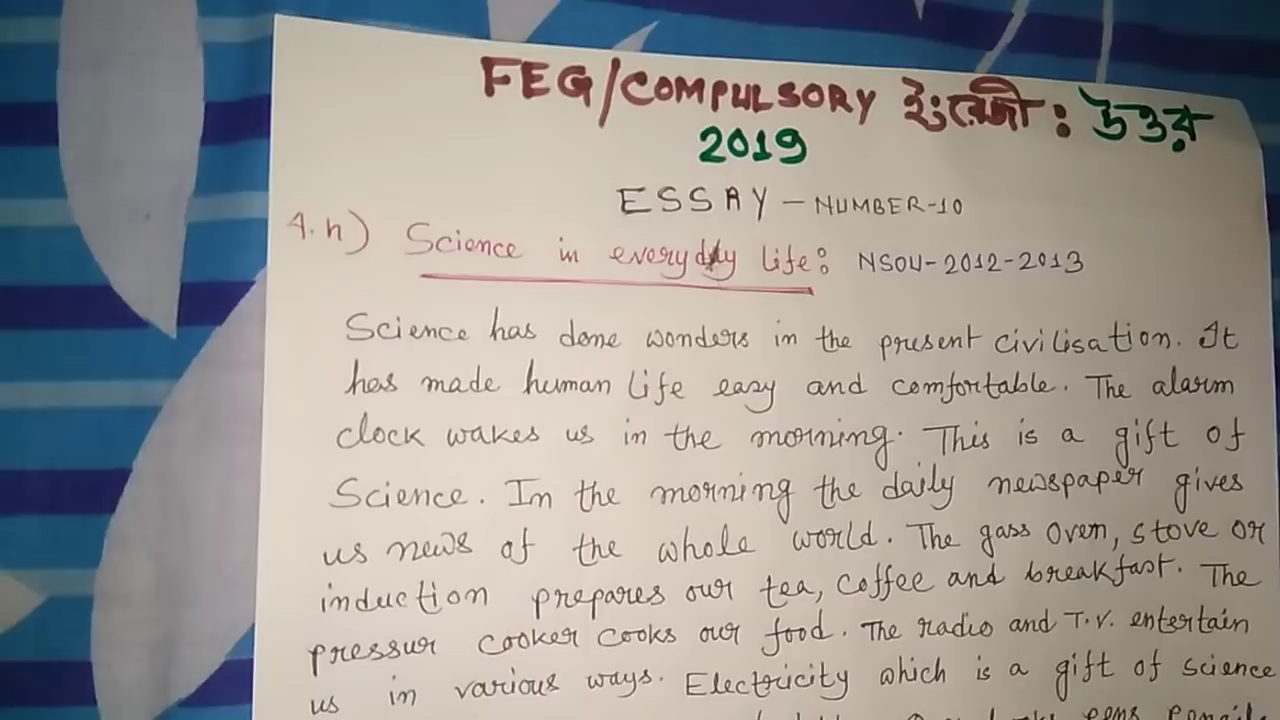 FEG/COMPULSORY ইংরেজী: উত্তর
2019
ESSAY - NUMBER-10
4.h) Science in everyday life: NSOU-2012-2013
Science has done wonders in the present civilisation. It
has made human life easy and comfortable. The alarm
clock wakes us in the morning. This is a gift of
Science. In the morning the daily newspaper gives
us news of the whole world. The gass oven, stove or
induction prepares our tea, coffee and breakfast. The
pressur cooker cooks our food. The radio and T.V. entertain
us in various ways. Electricity which is a gift of science
pens pencils